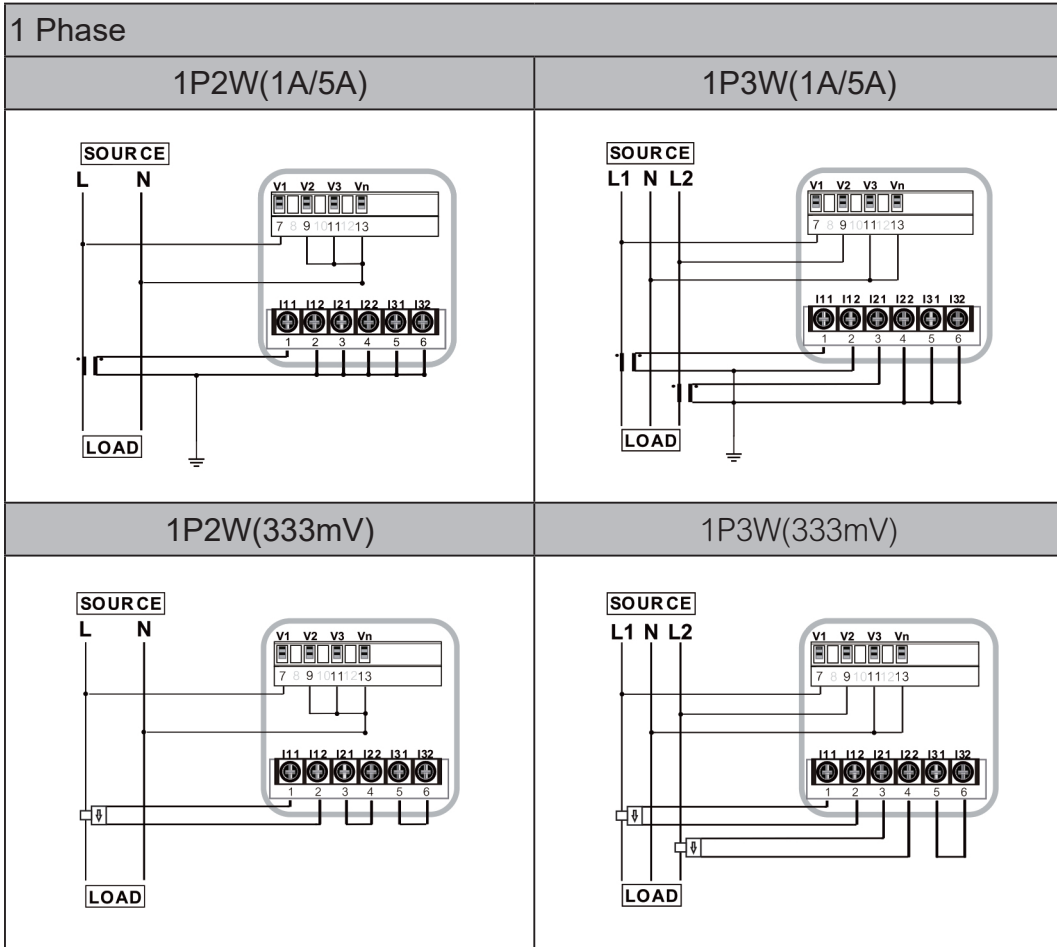 1 Phase
1P2W(1A/5A)
1P3W(1A/5A)
SOURCE
L N
V1 V2 V3 Vn
7 8 9 10 11 12 13
I11 I12 I21 I22 I31 I32
1 2 3 4 5 6
LOAD
SOURCE
L1 N L2
V1 V2 V3 Vn
7 8 9 10 11 12 13
I11 I12 I21 I22 I31 I32
1 2 3 4 5 6
LOAD
1P2W(333mV)
1P3W(333mV)
SOURCE
L N
V1 V2 V3 Vn
7 8 9 10 11 12 13
I11 I12 I21 I22 I31 I32
1 2 3 4 5 6
LOAD
SOURCE
L1 N L2
V1 V2 V3 Vn
7 8 9 10 11 12 13
I11 I12 I21 I22 I31 I32
1 2 3 4 5 6
LOAD